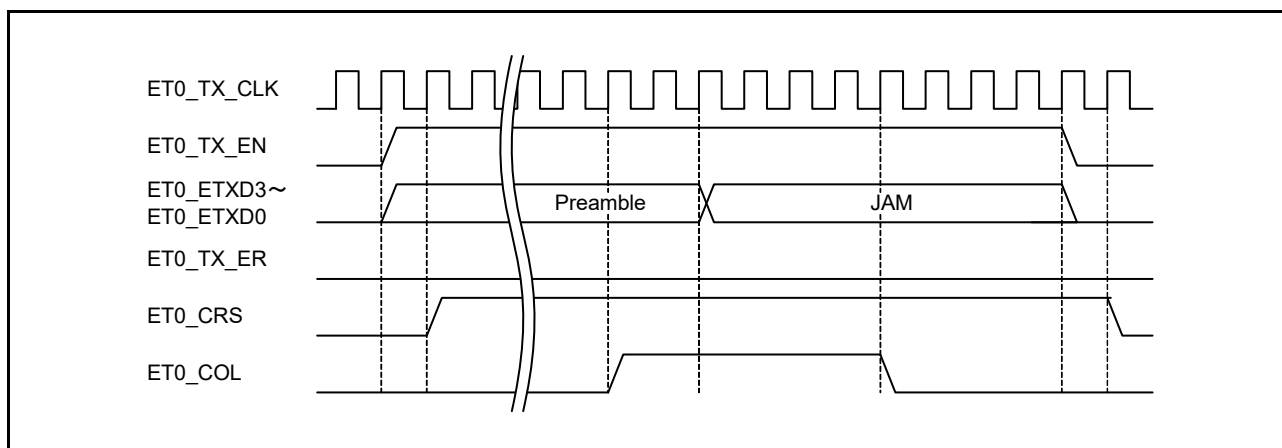 ET0_TX_CLK
ET0_TX_EN
ET0_ETXD3～
ET0_ETXD0
Preamble
JAM
ET0_TX_ER
ET0_CRS
ET0_COL